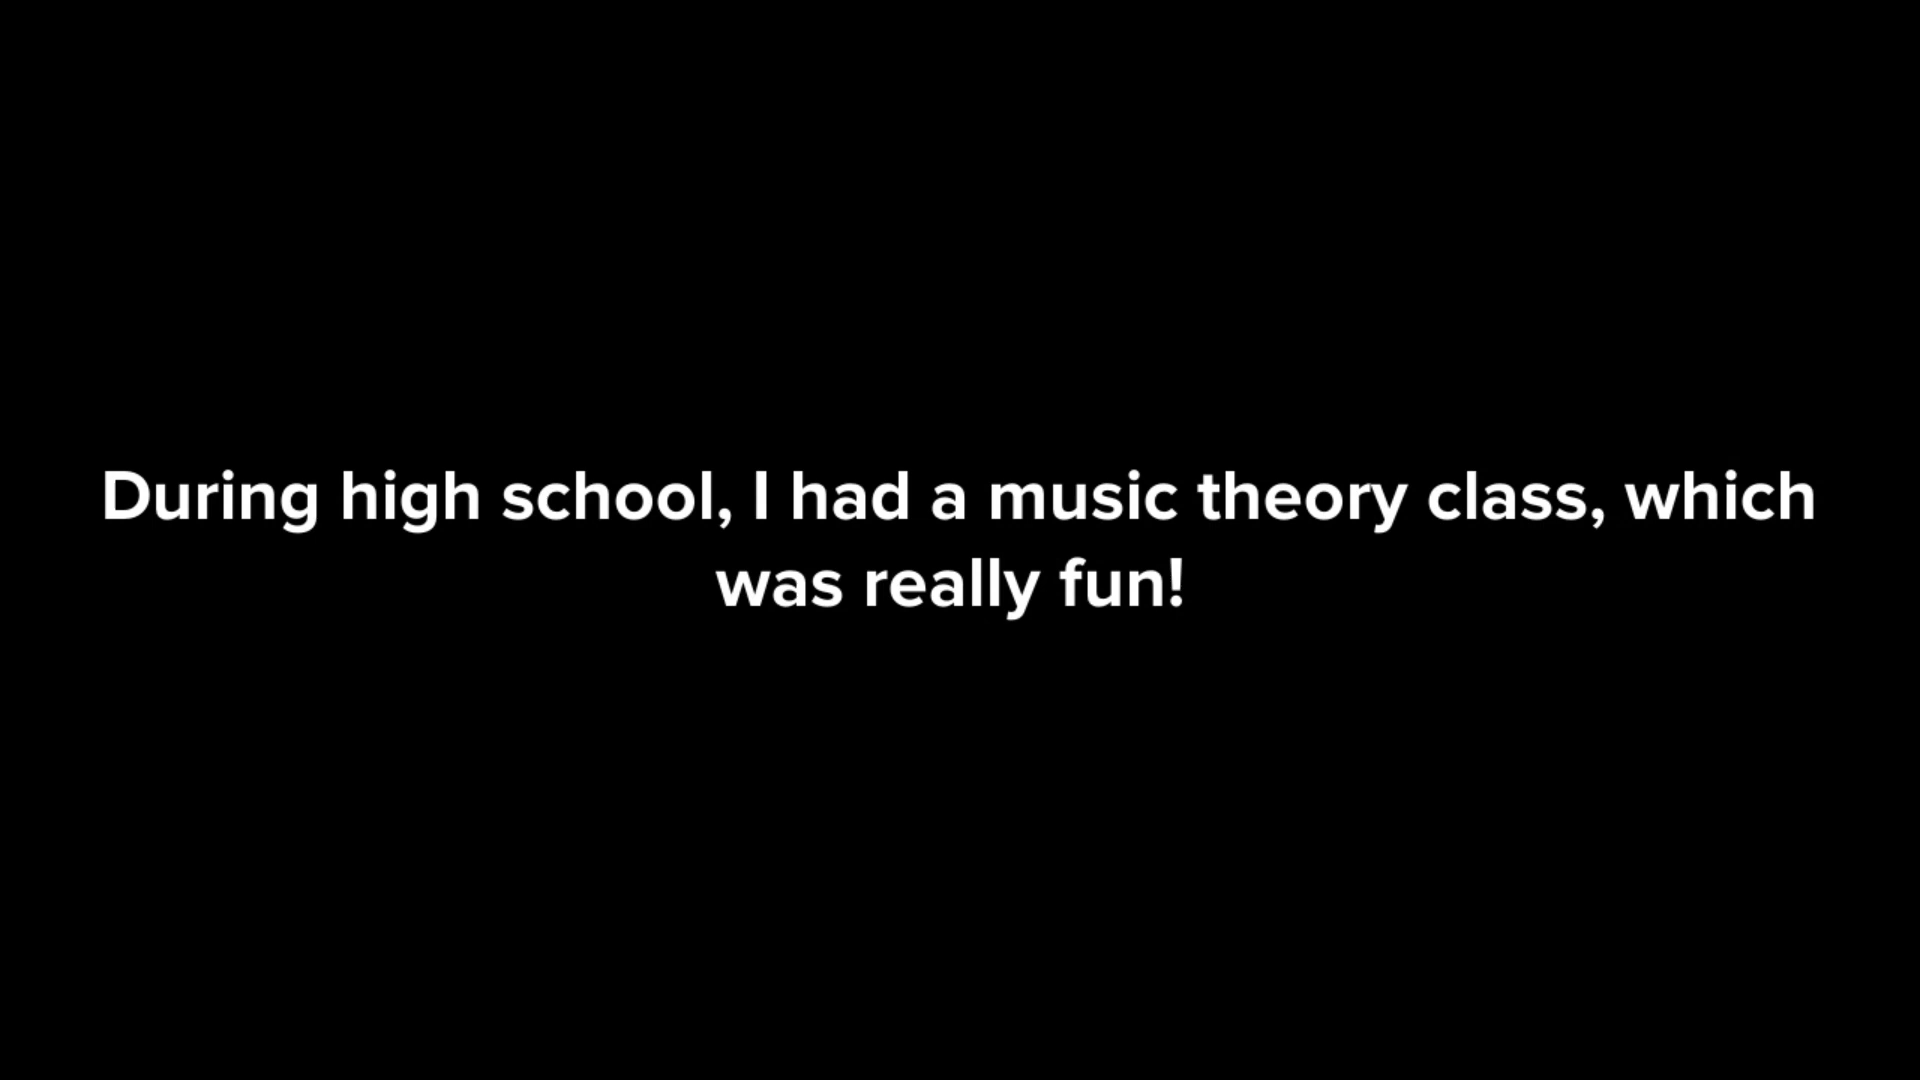 During high school, I had a music theory class, which
was really fun!